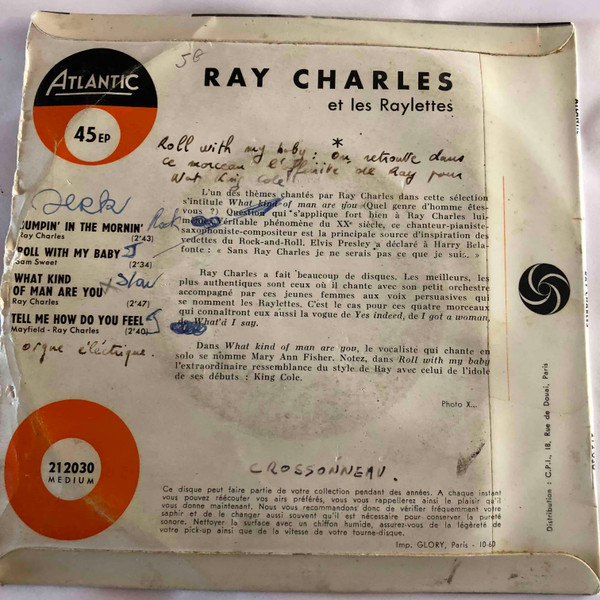 ATLANTIC
45 EP
RAY CHARLES
et les Raylettes
Roll with my baby : * On retrouve dans
ce morceau de Ray pour
Nat King Cole
L'un des thèmes chantés par Ray Charles dans cette sélection
s'intitule What kind of man are you (Quel genre d'homme êtes-
vous ?) Question qui s'applique fort bien à Ray Charles lui-
même. Véritable phénomène du XXe siècle, ce chanteur-pianiste-
saxophoniste-compositeur est la principale source d'inspiration des
vedettes du Rock-and-Roll. Elvis Presley a déclaré à Harry Bela-
fonte : « Sans Ray Charles je ne serais pas ce que je suis.. »
Ray Charles a fait beaucoup de disques. Les meilleurs, les
plus authentiques sont ceux où il chante avec son petit orchestre
accompagné par ces jeunes femmes aux voix persuasives qui
se nomment les Raylettes. C'est le cas pour ces quatre morceaux
qui connaîtront eux aussi la vogue de Yes indeed, de I got a woman,
de What'd I say.
Dans What kind of man are you, le vocaliste qui chante en
solo se nomme Mary Ann Fisher. Notez, dans Roll with my baby
l'extraordinaire ressemblance du style de Ray avec celui de l'idole
de ses débuts : King Cole.
Photo X...
JUMPIN' IN THE MORNIN' Rock
Ray Charles (2'43)
ROLL WITH MY BABY
Sam Sweet (2'34)
WHAT KIND
OF MAN ARE YOU Slow
Ray Charles (2'47)
TELL ME HOW DO YOU FEEL
Mayfield - Ray Charles (2'40)
orgue électrique.
212030
MEDIUM
CROSSONNEAU.
Ce disque peut faire partie de votre collection pendant des années. A chaque instant
vous pouvez réécouter vos airs préférés, vous vous rappellerez ainsi le plaisir qu'il
vous donne maintenant. Nous vous recommandons donc de vérifier fréquemment votre
saphir et de le changer aussi souvent qu'il est nécessaire pour conserver la pureté
sonore. Nettoyer la surface avec un chiffon humide, assurez-vous de la légèreté de
votre pick-up ainsi que de la vitesse de votre tourne-disque.
Imp. GLORY, Paris - 10-60
Distribution : C.P.I., 18, Rue de Douai, Paris